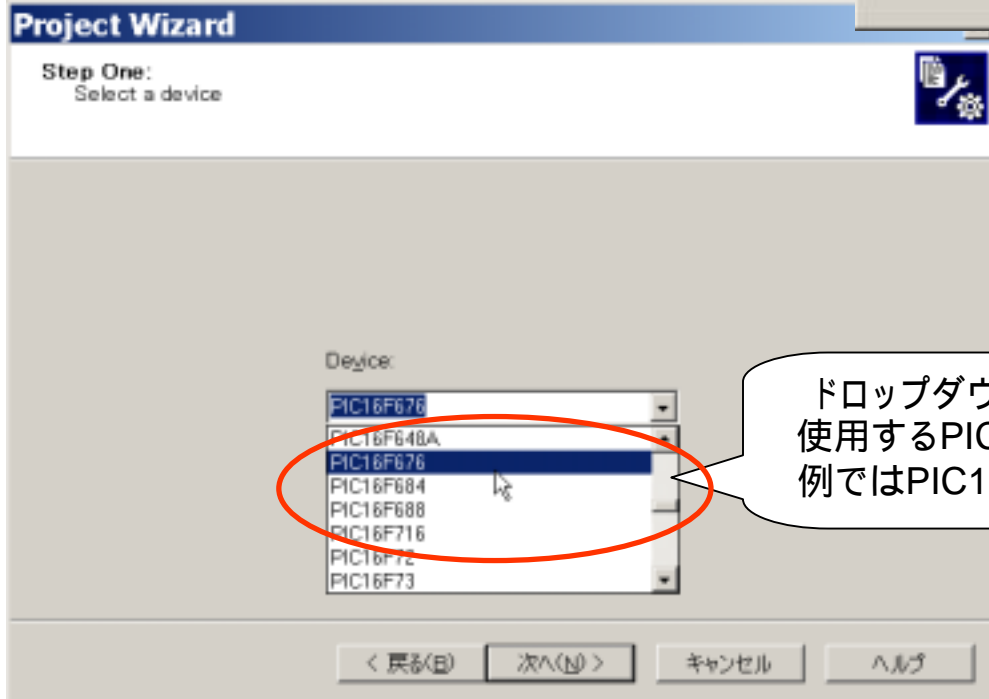 Project Wizard
Step One:
Select a device
Device:
PIC16F676
PIC16F648A
PIC16F676
PIC16F684
PIC16F688
PIC16F716
PIC16F72
PIC16F73
ドロップダウ
使用するPIC
例ではPIC1
< 戻る(B)
次へ(N) >
キャンセル
ヘルプ